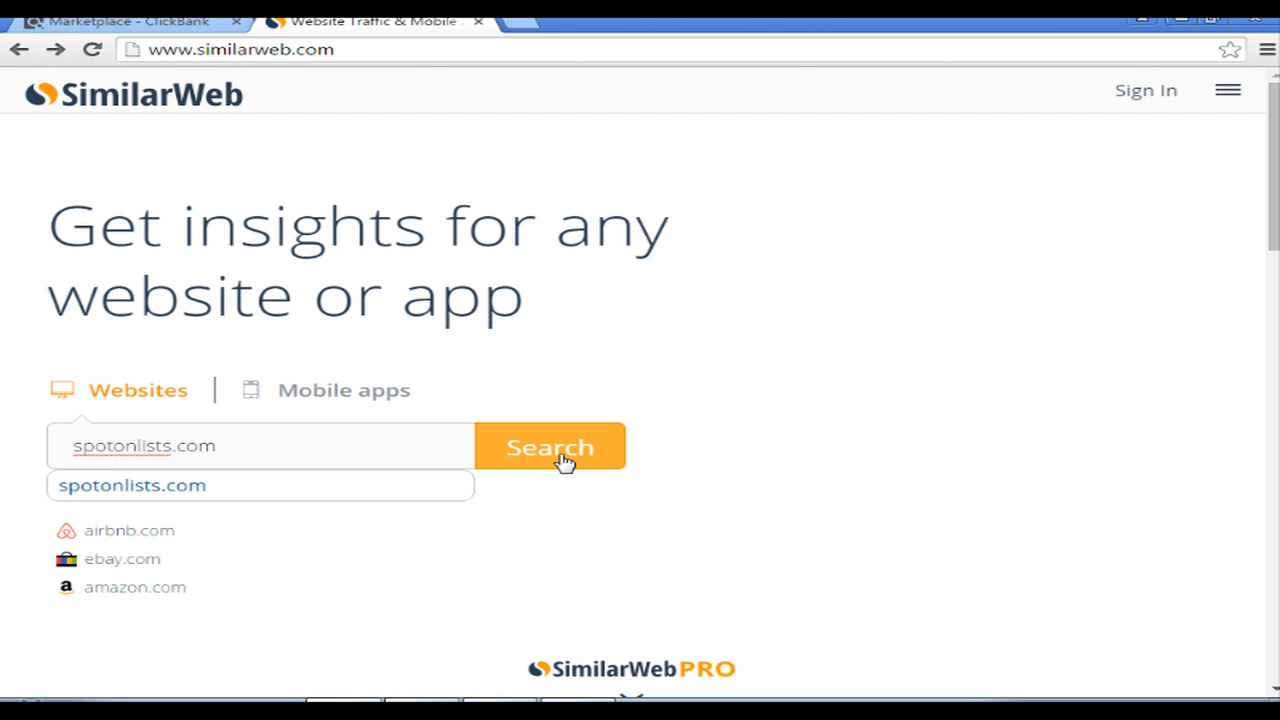 Marketplace - ClickBank
Website Traffic & Mobile
www.similarweb.com
SimilarWeb
Sign In
Get insights for any
website or app
Websites | Mobile apps
spotonlists.com
Search
spotonlists.com
airbnb.com
ebay.com
a amazon.com
SimilarWebPRO